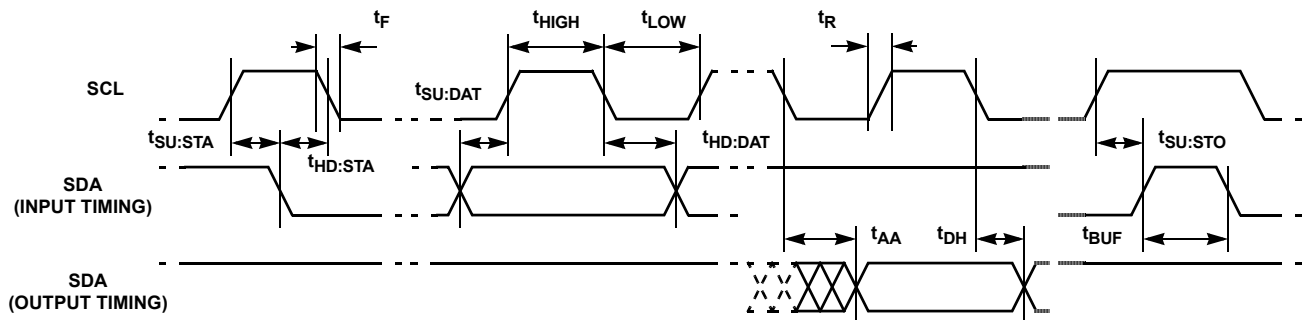 tF
tHIGH
tLOW
tR
SCL
tSU:DAT
tSU:STA
tHD:STA
tHD:DAT
tSU:STO
SDA
(INPUT TIMING)
tAA
tDH
tBUF
SDA
(OUTPUT TIMING)